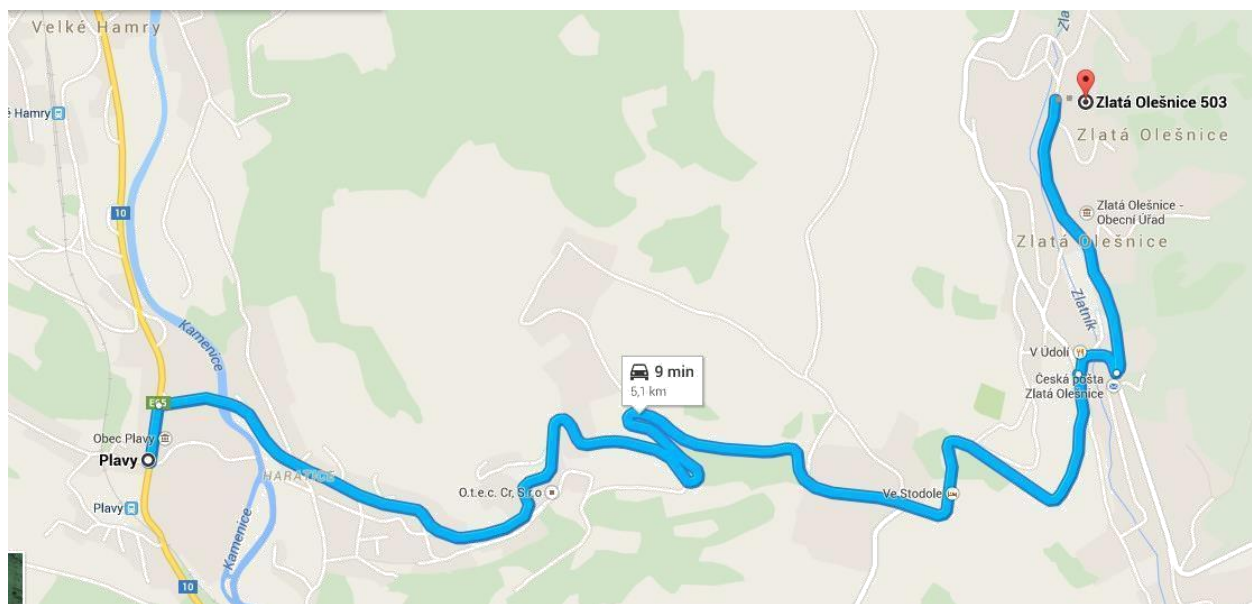 Velké Hamry
é Hamry
10
Kamenice
E65
Obec Plavy
Plavy
Plavy
HARATICE
Kamenice
10
O.t.e.c. Cr, S.r.o
9 min
5,1 km
Ve Stodole
Zlatá Olešnice 503
Zlatá Olešnice
Zlatá Olešnice -
Obecní Úřad
Zlatá Olešnice
Zlatník
V Údolí
Česká pošta
Zlatá Olešnice